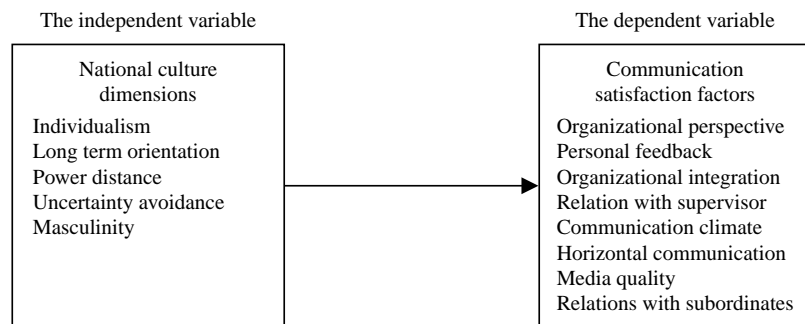 The independent variable
The dependent variable
National culture
dimensions
Individualism
Long term orientation
Power distance
Uncertainty avoidance
Masculinity
Communication
satisfaction factors
Organizational perspective
Personal feedback
Organizational integration
Relation with supervisor
Communication climate
Horizontal communication
Media quality
Relations with subordinates